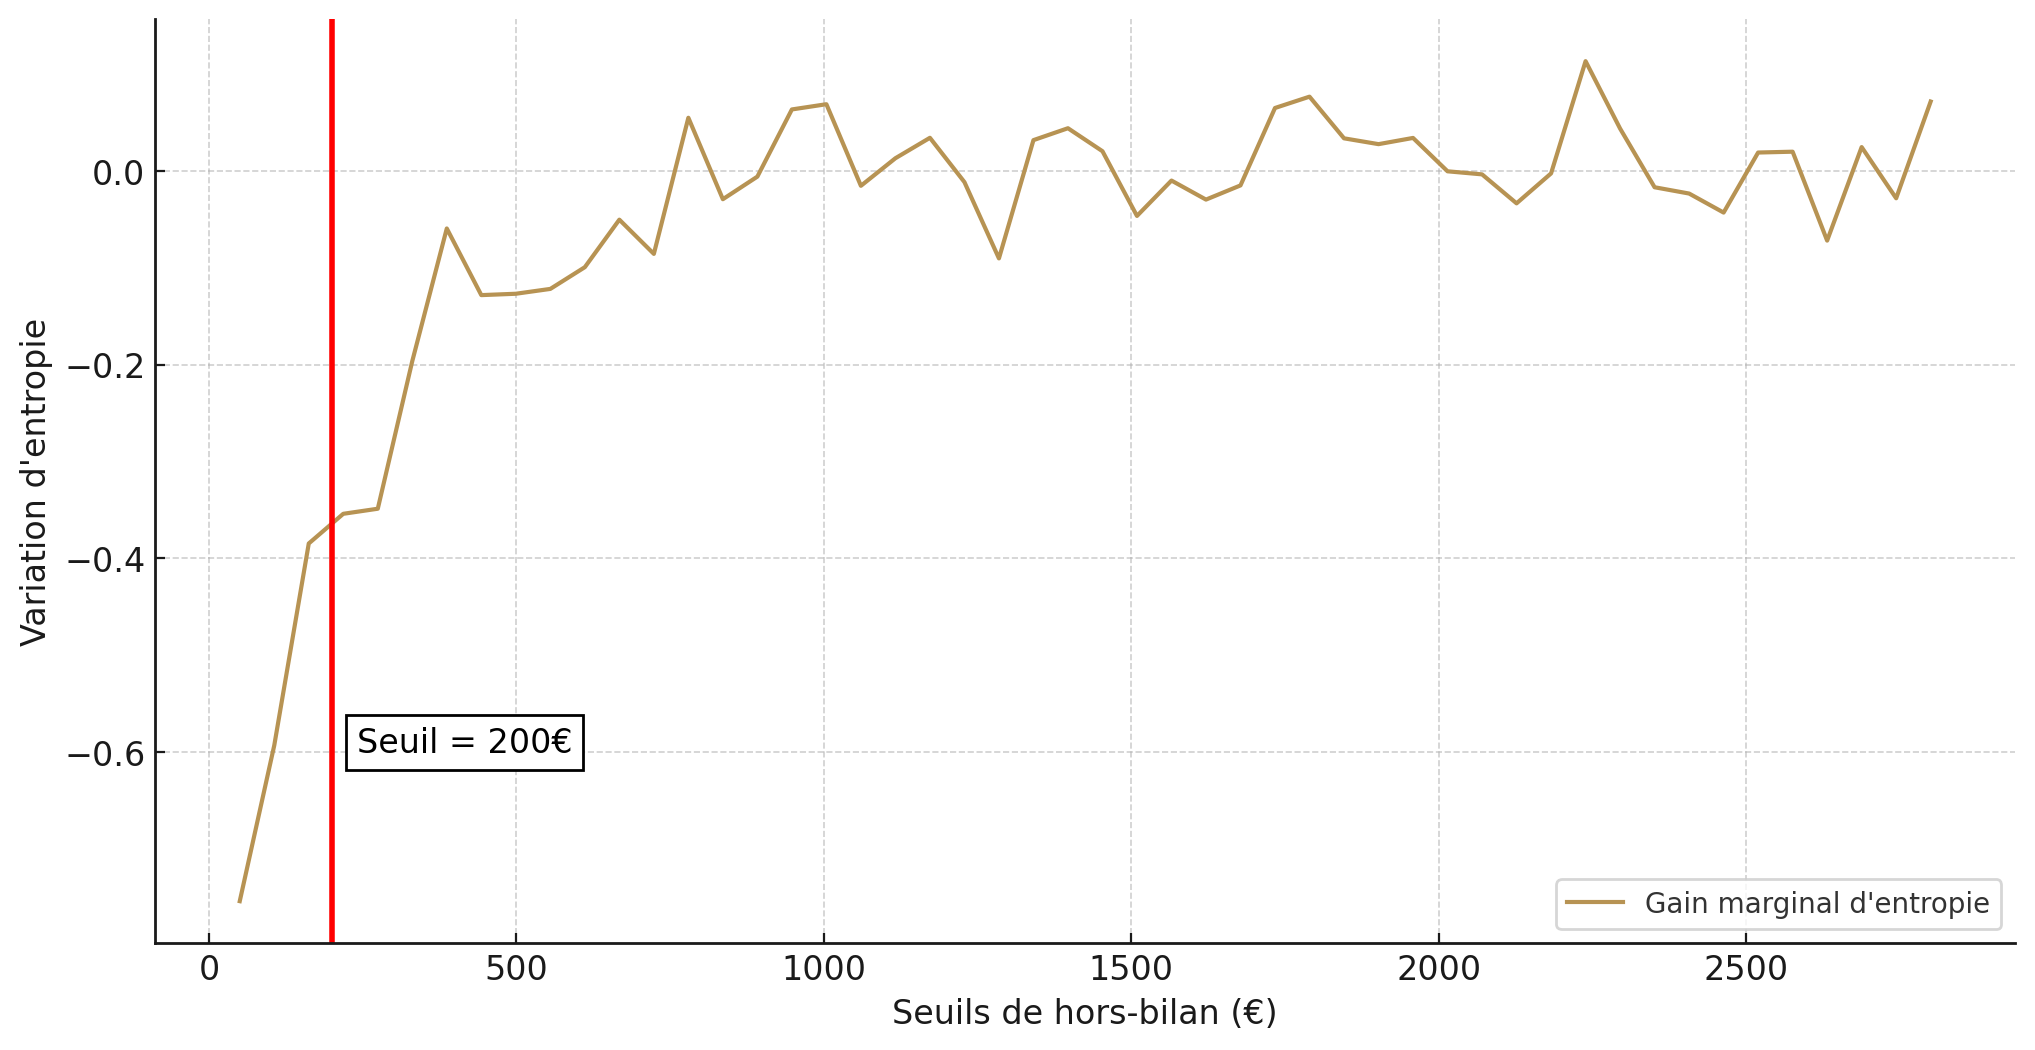 0.0
−0.2
−0.4
−0.6
Variation d'entropie
Seuil = 200€
Gain marginal d'entropie
0 500 1000 1500 2000 2500
Seuils de hors-bilan (€)